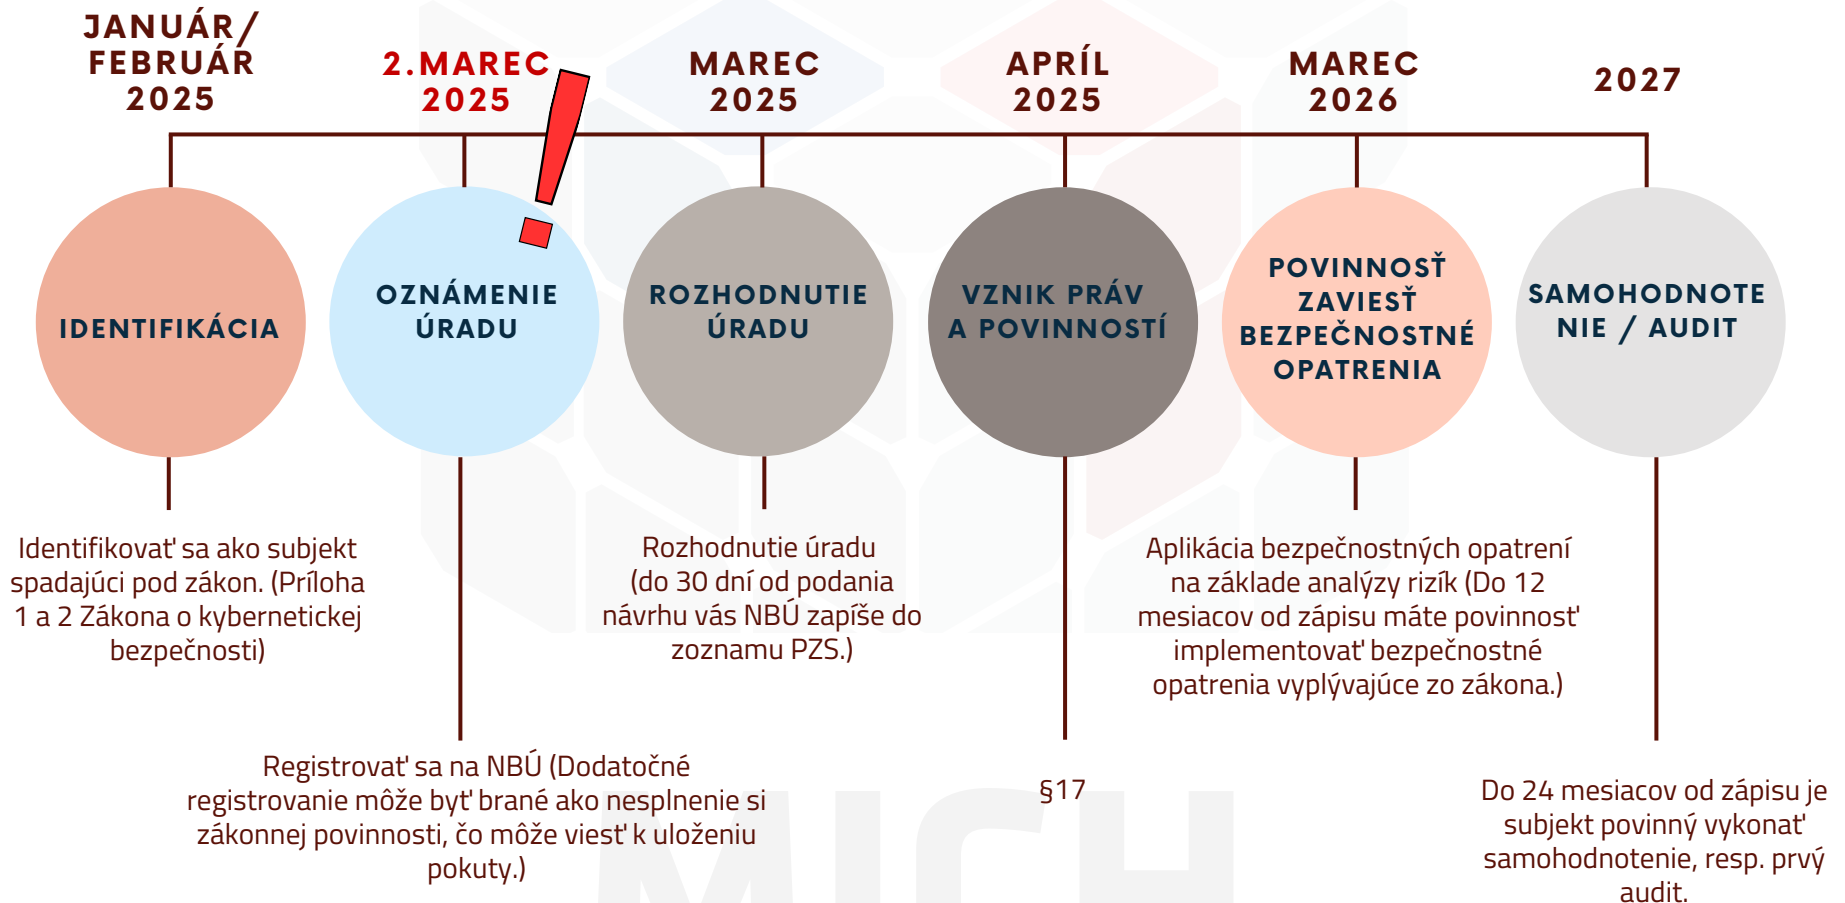 JANUÁR/
FEBRUÁR
2025
2.MAREC
2025
MAREC
2025
APRÍL
2025
MAREC
2026
2027
IDENTIFIKÁCIA
OZNÁMENIE
ÚRADU
ROZHODNUTIE
ÚRADU
VZNIK PRÁV
A POVINNOSTÍ
POVINNOSŤ
ZAVIESŤ
BEZPEČNOSTNÉ
OPATRENIA
SAMOHODNOTE
NIE / AUDIT
Identifikovať sa ako subjekt
spadajúci pod zákon. (Príloha
1 a 2 Zákona o kybernetickej
bezpečnosti)
Registrovať sa na NBÚ (Dodatočné
registrovanie môže byť brané ako nesplnenie si
zákonnej povinnosti, čo môže viesť k uloženiu
pokuty.)
Rozhodnutie úradu
(do 30 dní od podania
návrhu vás NBÚ zapíše do
zoznamu PZS.)
§17
Aplikácia bezpečnostných opatrení
na základe analýzy rizík (Do 12
mesiacov od zápisu máte povinnosť
implementovať bezpečnostné
opatrenia vyplývajúce zo zákona.)
Do 24 mesiacov od zápisu je
subjekt povinný vykonať
samohodnotenie, resp. prvý
audit.
MICH